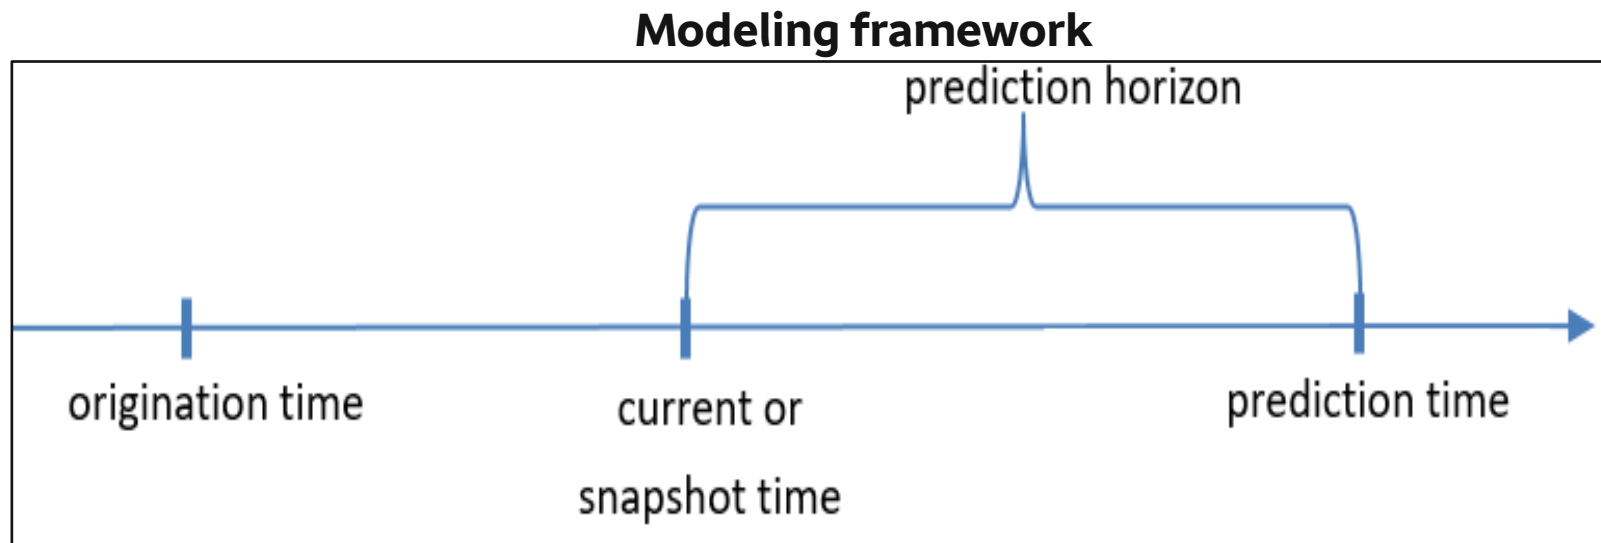 Modeling framework
prediction horizon
origination time
current or
snapshot time
prediction time